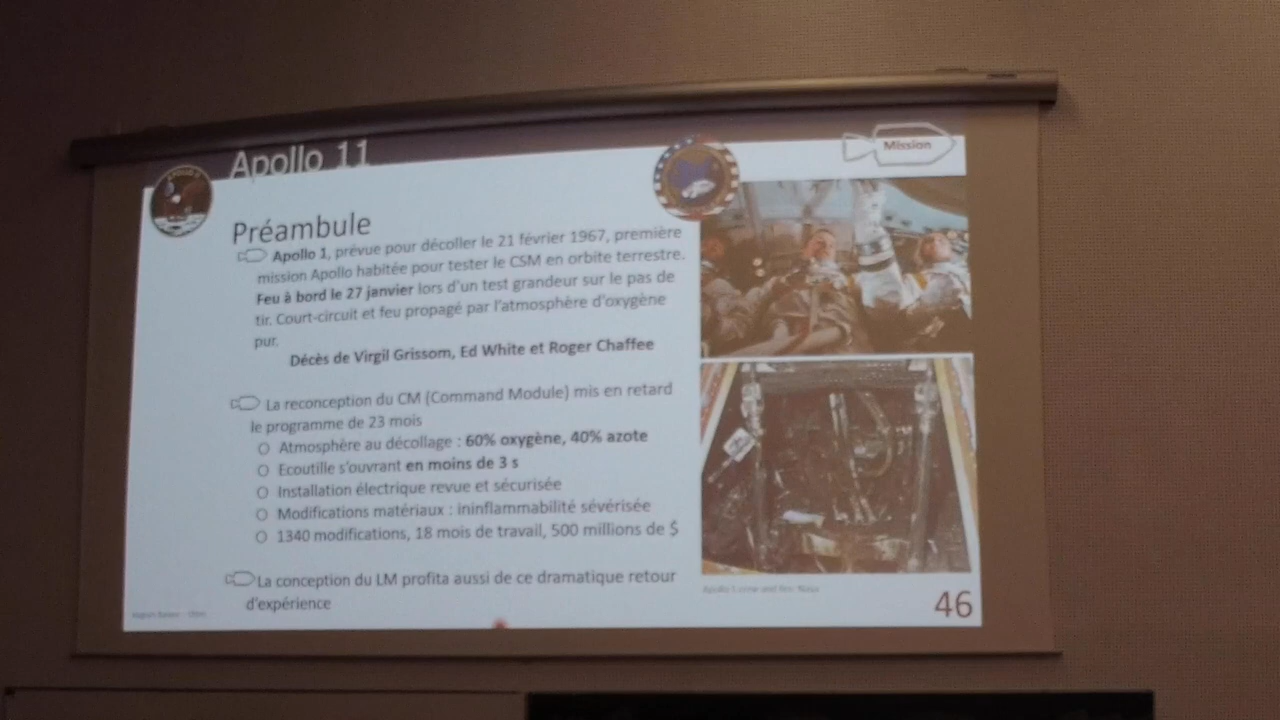 Apollo 11
Mission
Préambule
Apollo 1, prévue pour décoller le 21 février 1967, première
mission Apollo habitée pour tester le CSM en orbite terrestre.
Feu à bord le 27 janvier lors d'un test grandeur sur le pas de
tir. Court-circuit et feu propagé par l'atmosphère d'oxygène
pur.
Décès de Virgil Grissom, Ed White et Roger Chaffee
La reconception du CM (Command Module) mis en retard
le programme de 23 mois
O Atmosphère au décollage : 60% oxygène, 40% azote
O Ecoutille s'ouvrant en moins de 3 s
O Installation électrique revue et sécurisée
O Modifications matériaux : ininflammabilité sévérisée
O 1340 modifications, 18 mois de travail, 500 millions de $
La conception du LM profita aussi de ce dramatique retour
d'expérience
46